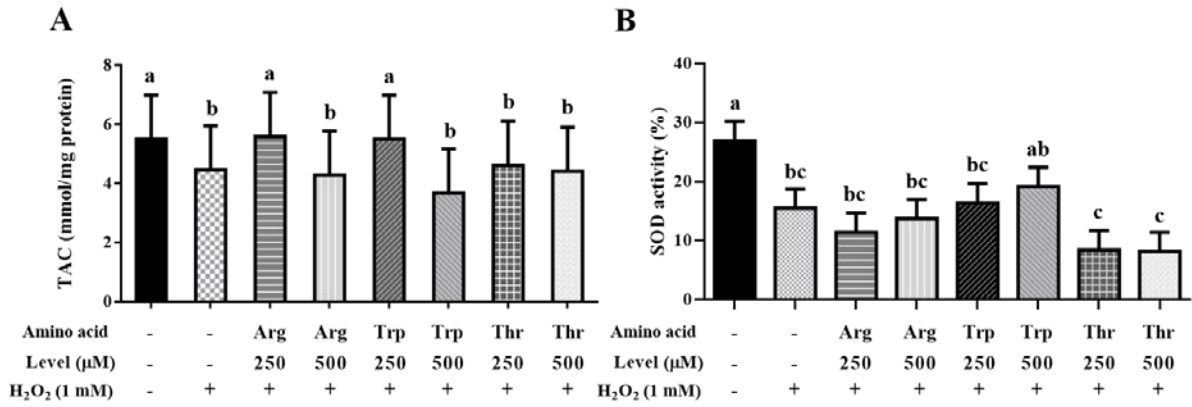 A
TAC (mmol/mg protein)
8
6
4
2
0
a
b
a
b
a
b
b
b
Amino acid - - Arg Arg Trp Trp Thr Thr
Level (µM) - - 250 500 250 500 250 500
H₂O₂ (1 mM) - + + + + + + +
B
SOD activity (%)
40
30
20
10
0
a
bc
bc
bc
bc
ab
c
c
Amino acid - - Arg Arg Trp Trp Thr Thr
Level (µM) - - 250 500 250 500 250 500
H₂O₂ (1 mM) - + + + + + + +